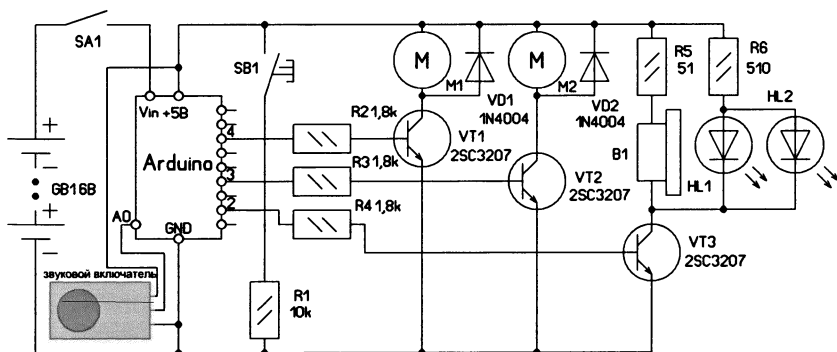 SA1
SB1
M
M
R5
51
R6
510
HL2
M1
M2
Vin +5В
VD1
1N4004
VD2
1N4004
4
R2 1,8k
VT1
2SC3207
B1
HL1
Arduino
R3 1,8k
3
VT2
2SC3207
GB1 6В
R4 1,8k
2
A0
GND
VT3
2SC3207
звуковой включатель
R1
10k